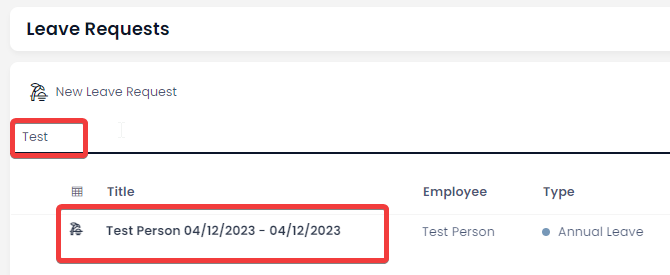 Leave Requests
New Leave Request
Test
Title Employee Type
Test Person 04/12/2023 - 04/12/2023 Test Person Annual Leave